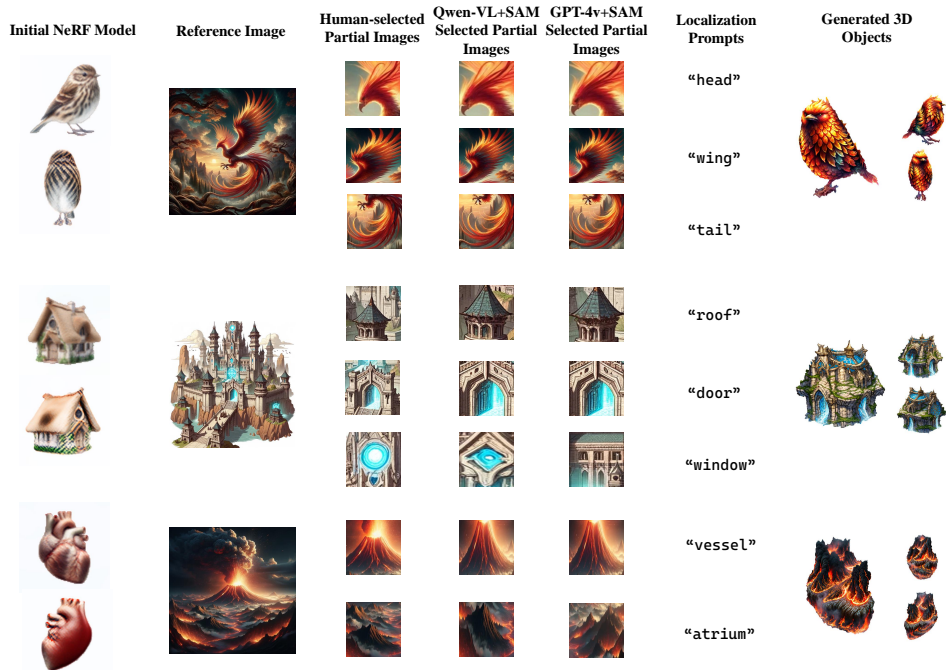 Initial NeRF Model
Reference Image
Human-selected
Partial Images
Qwen-VL+SAM
Selected Partial
Images
GPT-4v+SAM
Selected Partial
Images
Localization
Prompts
Generated 3D
Objects
“head”
“wing”
“tail”
“roof”
“door”
“window”
“vessel”
“atrium”